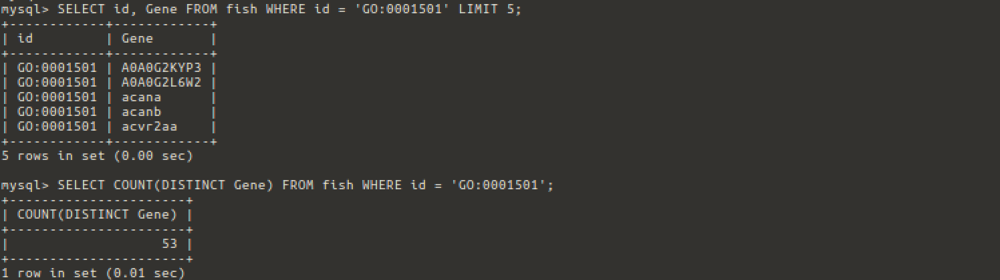 mysql> SELECT id, Gene FROM fish WHERE id = 'GO:0001501' LIMIT 5;
+------------+------------+
| id         | Gene       |
+------------+------------+
| GO:0001501 | A0A0G2KYP3 |
| GO:0001501 | A0A0G2L6W2 |
| GO:0001501 | acana      |
| GO:0001501 | acanb      |
| GO:0001501 | acvr2aa    |
+------------+------------+
5 rows in set (0.00 sec)

mysql> SELECT COUNT(DISTINCT Gene) FROM fish WHERE id = 'GO:0001501';
+----------------------+
| COUNT(DISTINCT Gene) |
+----------------------+
|                   53 |
+----------------------+
1 row in set (0.01 sec)